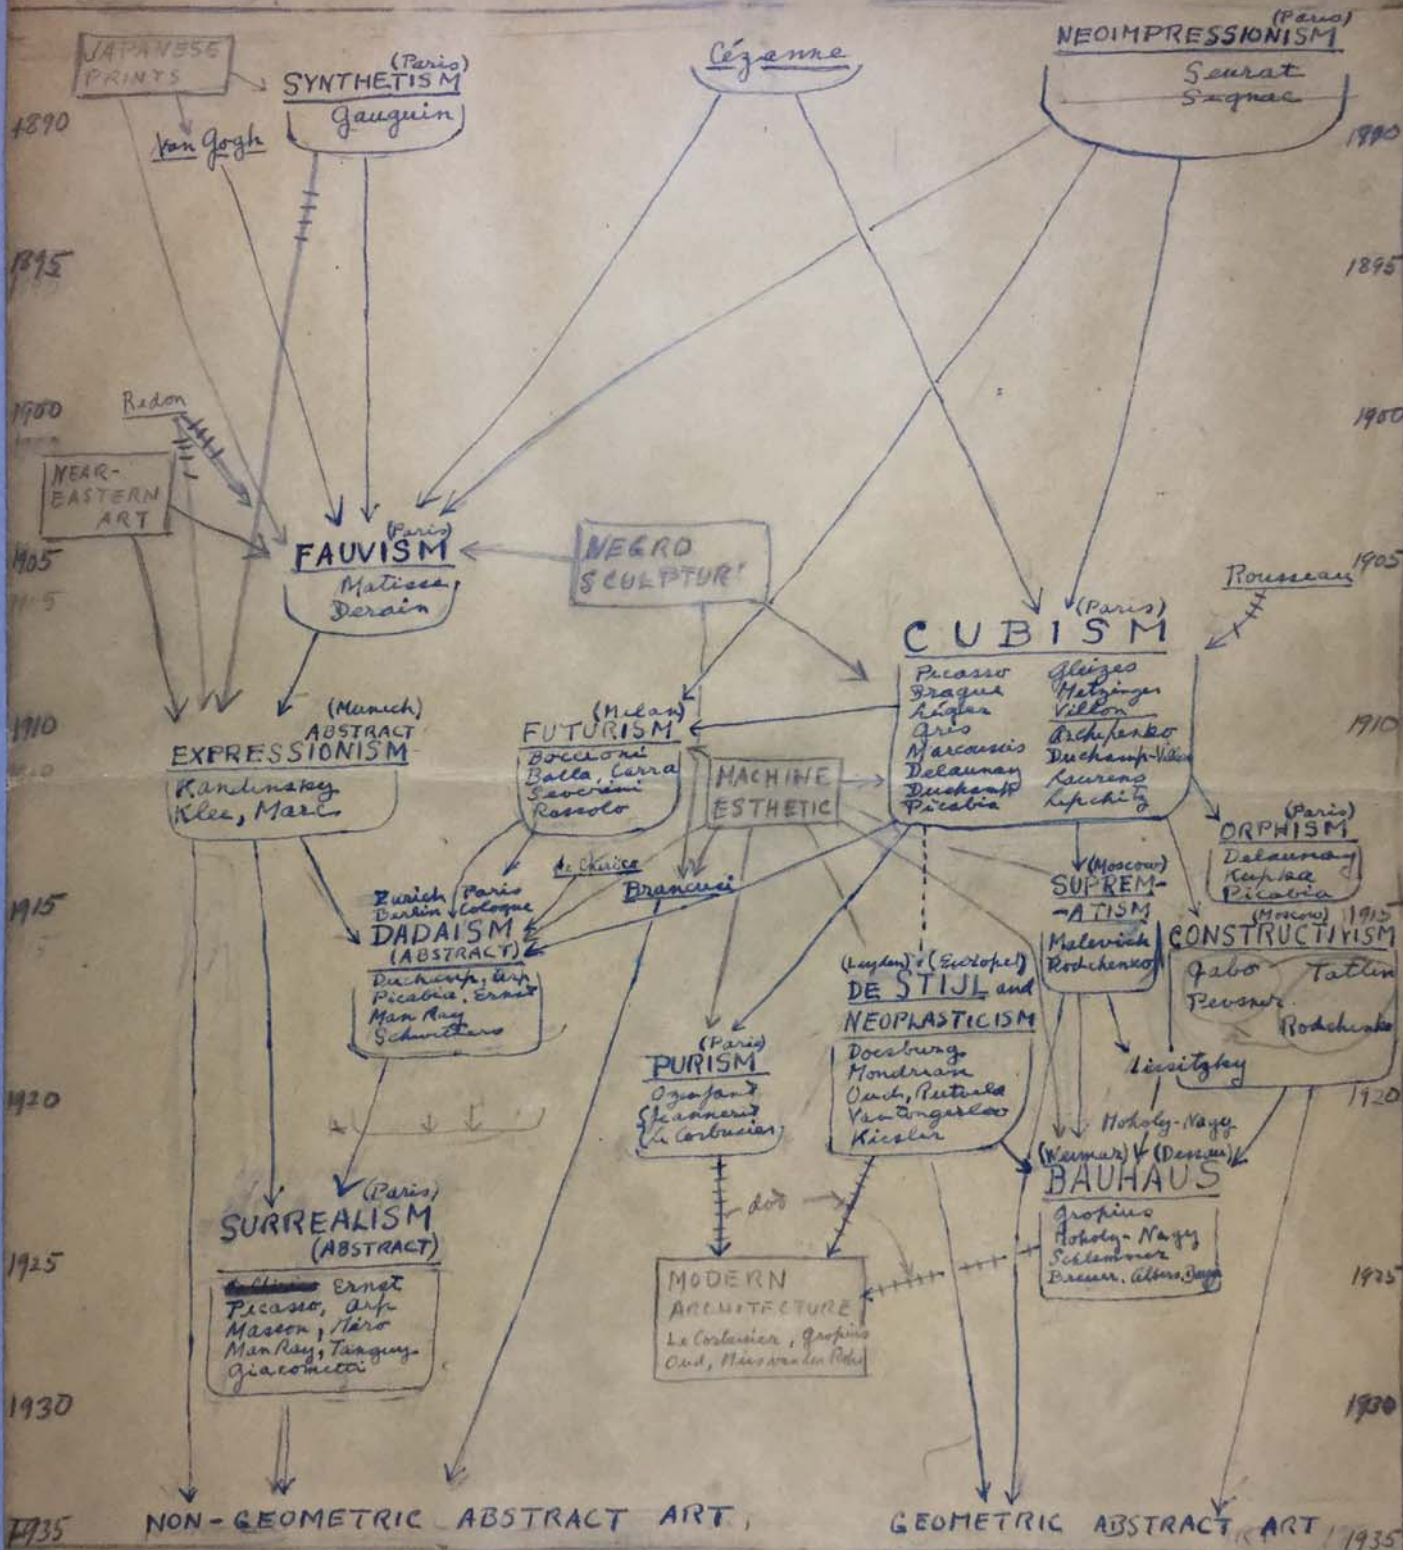 JAPANESE
PRINTS
(Paris)
SYNTHETISM
Gauguin
Van Gogh
Cézanne
(Paris)
NEOIMPRESSIONISM
Seurat
Signac
1890
1890
1895
1895
1900
1900
Redon
NEAR-
EASTERN
ART
(Paris)
FAUVISM
Matisse,
Derain
NEGRO
SCULPTUR
1905
1905
Rousseau
(Paris)
CUBISM
Picasso Gleizes
Braque Metzinger
Léger Villon
Gris Archipenko
Marcoussis Duchamp-Villon
Delaunay Laurens
Duchamp Lipchitz
Picabia
1910
1910
(Munich)
ABSTRACT
EXPRESSIONISM
Kandinsky
Klee, Marc
(Milan)
FUTURISM
Boccioni
Balla, Carra
Severini
Rossolo
MACHINE
ESTHETIC
(Paris)
ORPHISM
Delaunay
Kupka
Picabia
de Chirico
Brancusi
1915
1915
Zurich Paris
Berlin Cologne
DADAISM
(ABSTRACT)
Duchamp, Arp
Picabia, Ernst
Man Ray
Schwitters
(Moscow)
SUPREM-
-ATISM
Malevich
Rodchenko
(Moscow)
CONSTRUCTIVISM
Gabo Tatlin
Pevsner
Rodchenko
(Leyden) (Europe)
DE STIJL and
NEOPLASTICISM
Doesburg
Mondrian
Oud, Rietveld
Vantongerloo
Kiesler
(Paris)
PURISM
Ozenfant
Jeanneret
Le Corbusier
Lissitzky
1920
1920
Moholy-Nagy
(Weimar) (Dessau)
BAUHAUS
Gropius
Moholy-Nagy
Schlemmer
Breuer, Albers, Bayer
(Paris)
SURREALISM
(ABSTRACT)
Ernst
Picasso, Arp
Masson, Miro
Man Ray, Tanguy
Giacometti
1925
1925
MODERN
ARCHITECTURE
Le Corbusier, Gropius
Oud, Mies van der Rohe
1930
1930
1935
NON-GEOMETRIC ABSTRACT ART,
GEOMETRIC ABSTRACT ART
1935